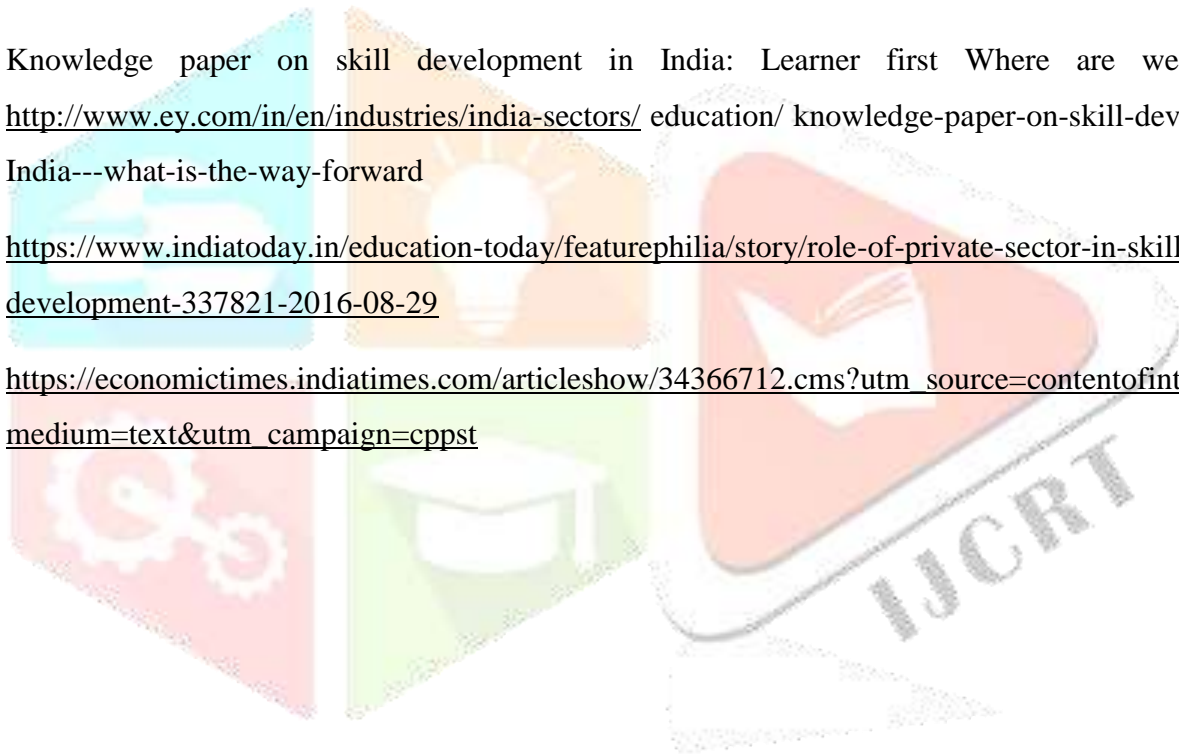 Knowledge paper on skill development in India: Learner first Where are we
http://www.ey.com/in/en/industries/india-sectors/ education/ knowledge-paper-on-skill-dev
India---what-is-the-way-forward
https://www.indiatoday.in/education-today/featurephilia/story/role-of-private-sector-in-skill
development-337821-2016-08-29
https://economictimes.indiatimes.com/articleshow/34366712.cms?utm_source=contentofint
medium=text&utm_campaign=cppst
IJCRT